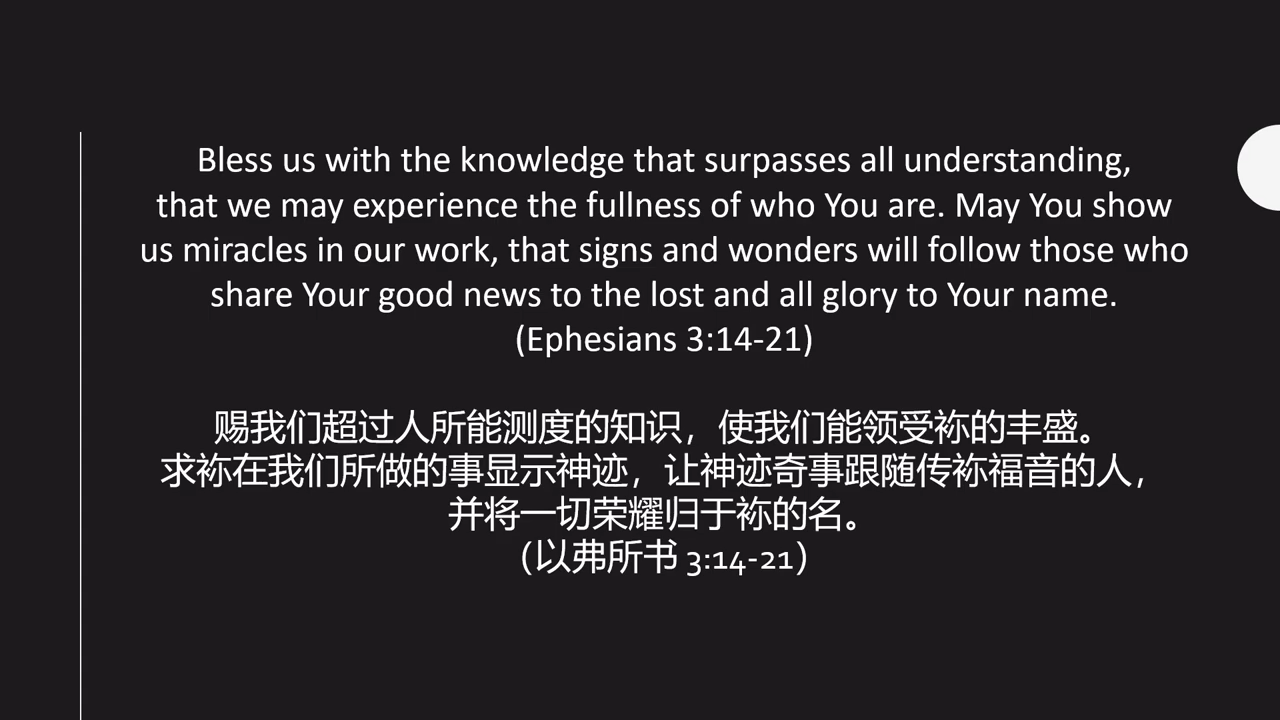 Bless us with the knowledge that surpasses all understanding,
that we may experience the fullness of who You are. May You show
us miracles in our work, that signs and wonders will follow those who
share Your good news to the lost and all glory to Your name.
(Ephesians 3:14-21)
赐我们超过人所能测度的知识，使我们能领受祢的丰盛。
求祢在我们所做的事显示神迹，让神迹奇事跟随传祢福音的人，
并将一切荣耀归于祢的名。
(以弗所书 3:14-21)